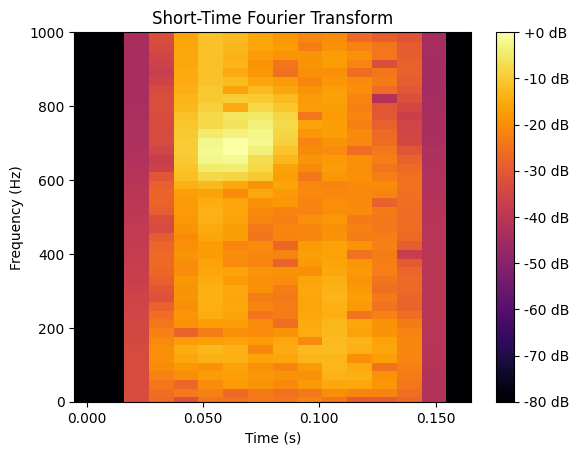 Short-Time Fourier Transform
1000
800
600
400
200
0
Frequency (Hz)
0.000
0.050
0.100
0.150
Time (s)
+0 dB
-10 dB
-20 dB
-30 dB
-40 dB
-50 dB
-60 dB
-70 dB
-80 dB